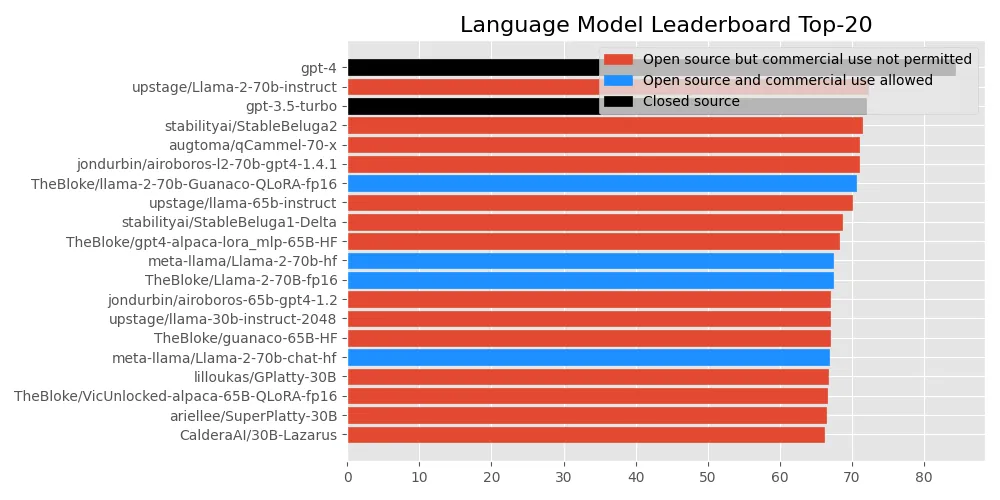 Language Model Leaderboard Top-20
gpt-4
upstage/Llama-2-70b-instruct
gpt-3.5-turbo
stabilityai/StableBeluga2
augtoma/qCammel-70-x
jondurbin/airoboros-l2-70b-gpt4-1.4.1
TheBloke/llama-2-70b-Guanaco-QLoRA-fp16
upstage/llama-65b-instruct
stabilityai/StableBeluga1-Delta
TheBloke/gpt4-alpaca-lora_mlp-65B-HF
meta-llama/Llama-2-70b-hf
TheBloke/Llama-2-70B-fp16
jondurbin/airoboros-65b-gpt4-1.2
upstage/llama-30b-instruct-2048
TheBloke/guanaco-65B-HF
meta-llama/Llama-2-70b-chat-hf
lilloukas/GPlatty-30B
TheBloke/VicUnlocked-alpaca-65B-QLoRA-fp16
ariellee/SuperPlatty-30B
CalderaAI/30B-Lazarus
Open source but commercial use not permitted
Open source and commercial use allowed
Closed source
0 10 20 30 40 50 60 70 80